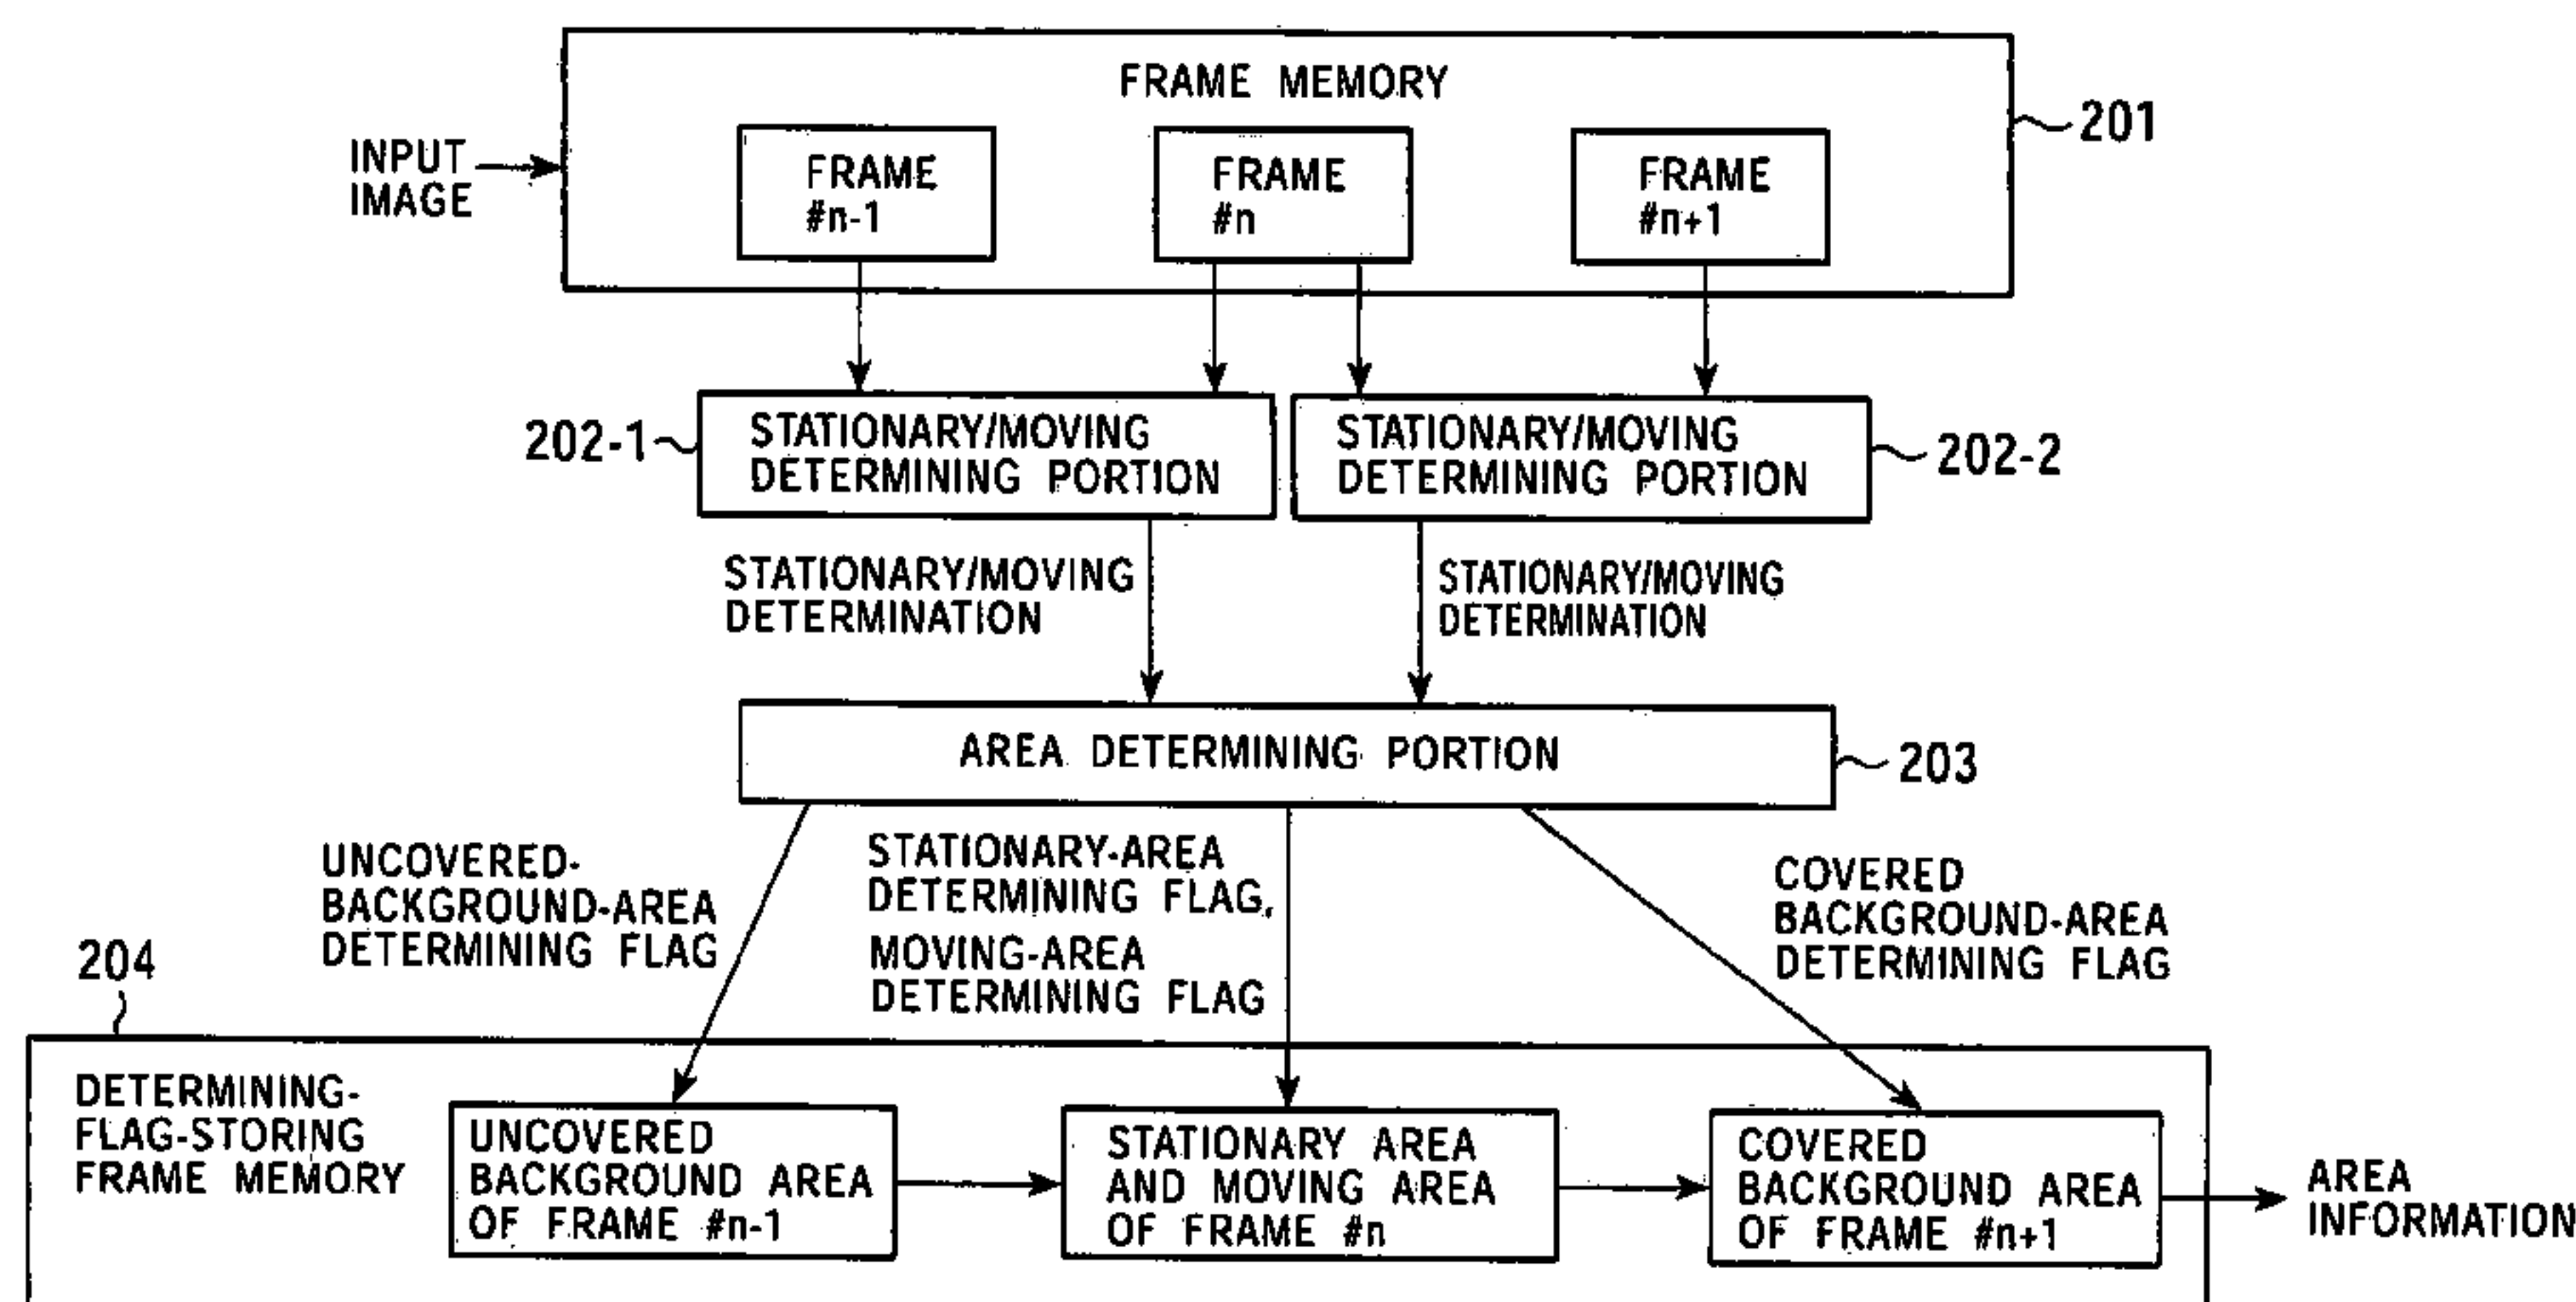 FRAME MEMORY
201
INPUT
IMAGE
FRAME
#n-1
FRAME
#n
FRAME
#n+1
202-1
STATIONARY/MOVING
DETERMINING PORTION
STATIONARY/MOVING
DETERMINING PORTION
202-2
STATIONARY/MOVING
DETERMINATION
STATIONARY/MOVING
DETERMINATION
AREA DETERMINING PORTION
203
UNCOVERED-
BACKGROUND-AREA
DETERMINING FLAG
STATIONARY-AREA
DETERMINING FLAG,
MOVING-AREA
DETERMINING FLAG
COVERED
BACKGROUND-AREA
DETERMINING FLAG
204
DETERMINING-
FLAG-STORING
FRAME MEMORY
UNCOVERED
BACKGROUND AREA
OF FRAME #n-1
STATIONARY AREA
AND MOVING AREA
OF FRAME #n
COVERED
BACKGROUND AREA
OF FRAME #n+1
AREA
INFORMATION